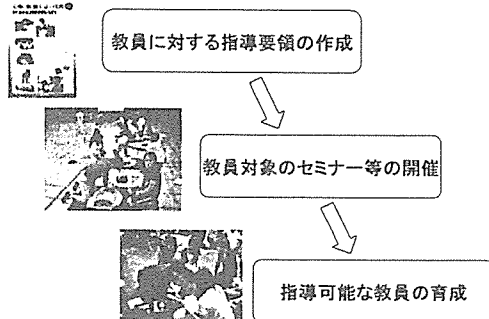 教員に対する指導要領の作成
教員対象のセミナー等の開催
指導可能な教員の育成